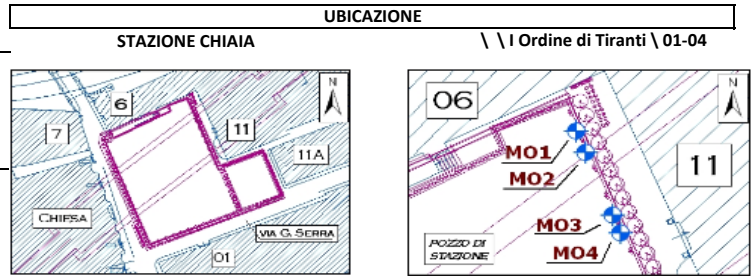 UBICAZIONE
STAZIONE CHIAIA
\ \ I Ordine di Tiranti \ 01-04
N
6
7
11
11A
CHIESA
VIA G. SERRA
01
N
06
MO1
MO2
11
MO3
MO4
POZZO DI
STAZIONE